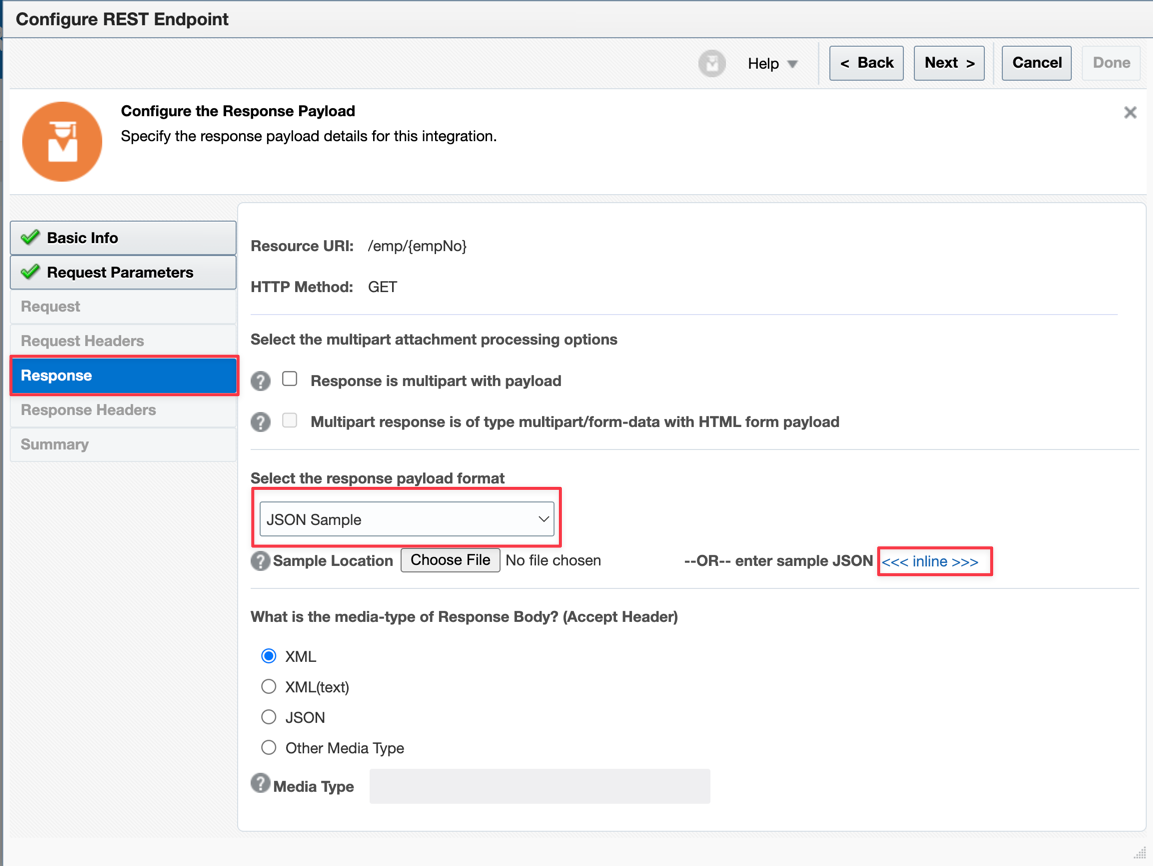 Configure REST Endpoint
Help
< Back
Next >
Cancel
Done
Configure the Response Payload
Specify the response payload details for this integration.
Basic Info
Request Parameters
Request
Request Headers
Response
Response Headers
Summary
Resource URI: /emp/{empNo}
HTTP Method: GET
Select the multipart attachment processing options
? Response is multipart with payload
? Multipart response is of type multipart/form-data with HTML form payload
Select the response payload format
JSON Sample
? Sample Location Choose File No file chosen --OR-- enter sample JSON <<< inline >>>
What is the media-type of Response Body? (Accept Header)
XML
XML(text)
JSON
Other Media Type
? Media Type